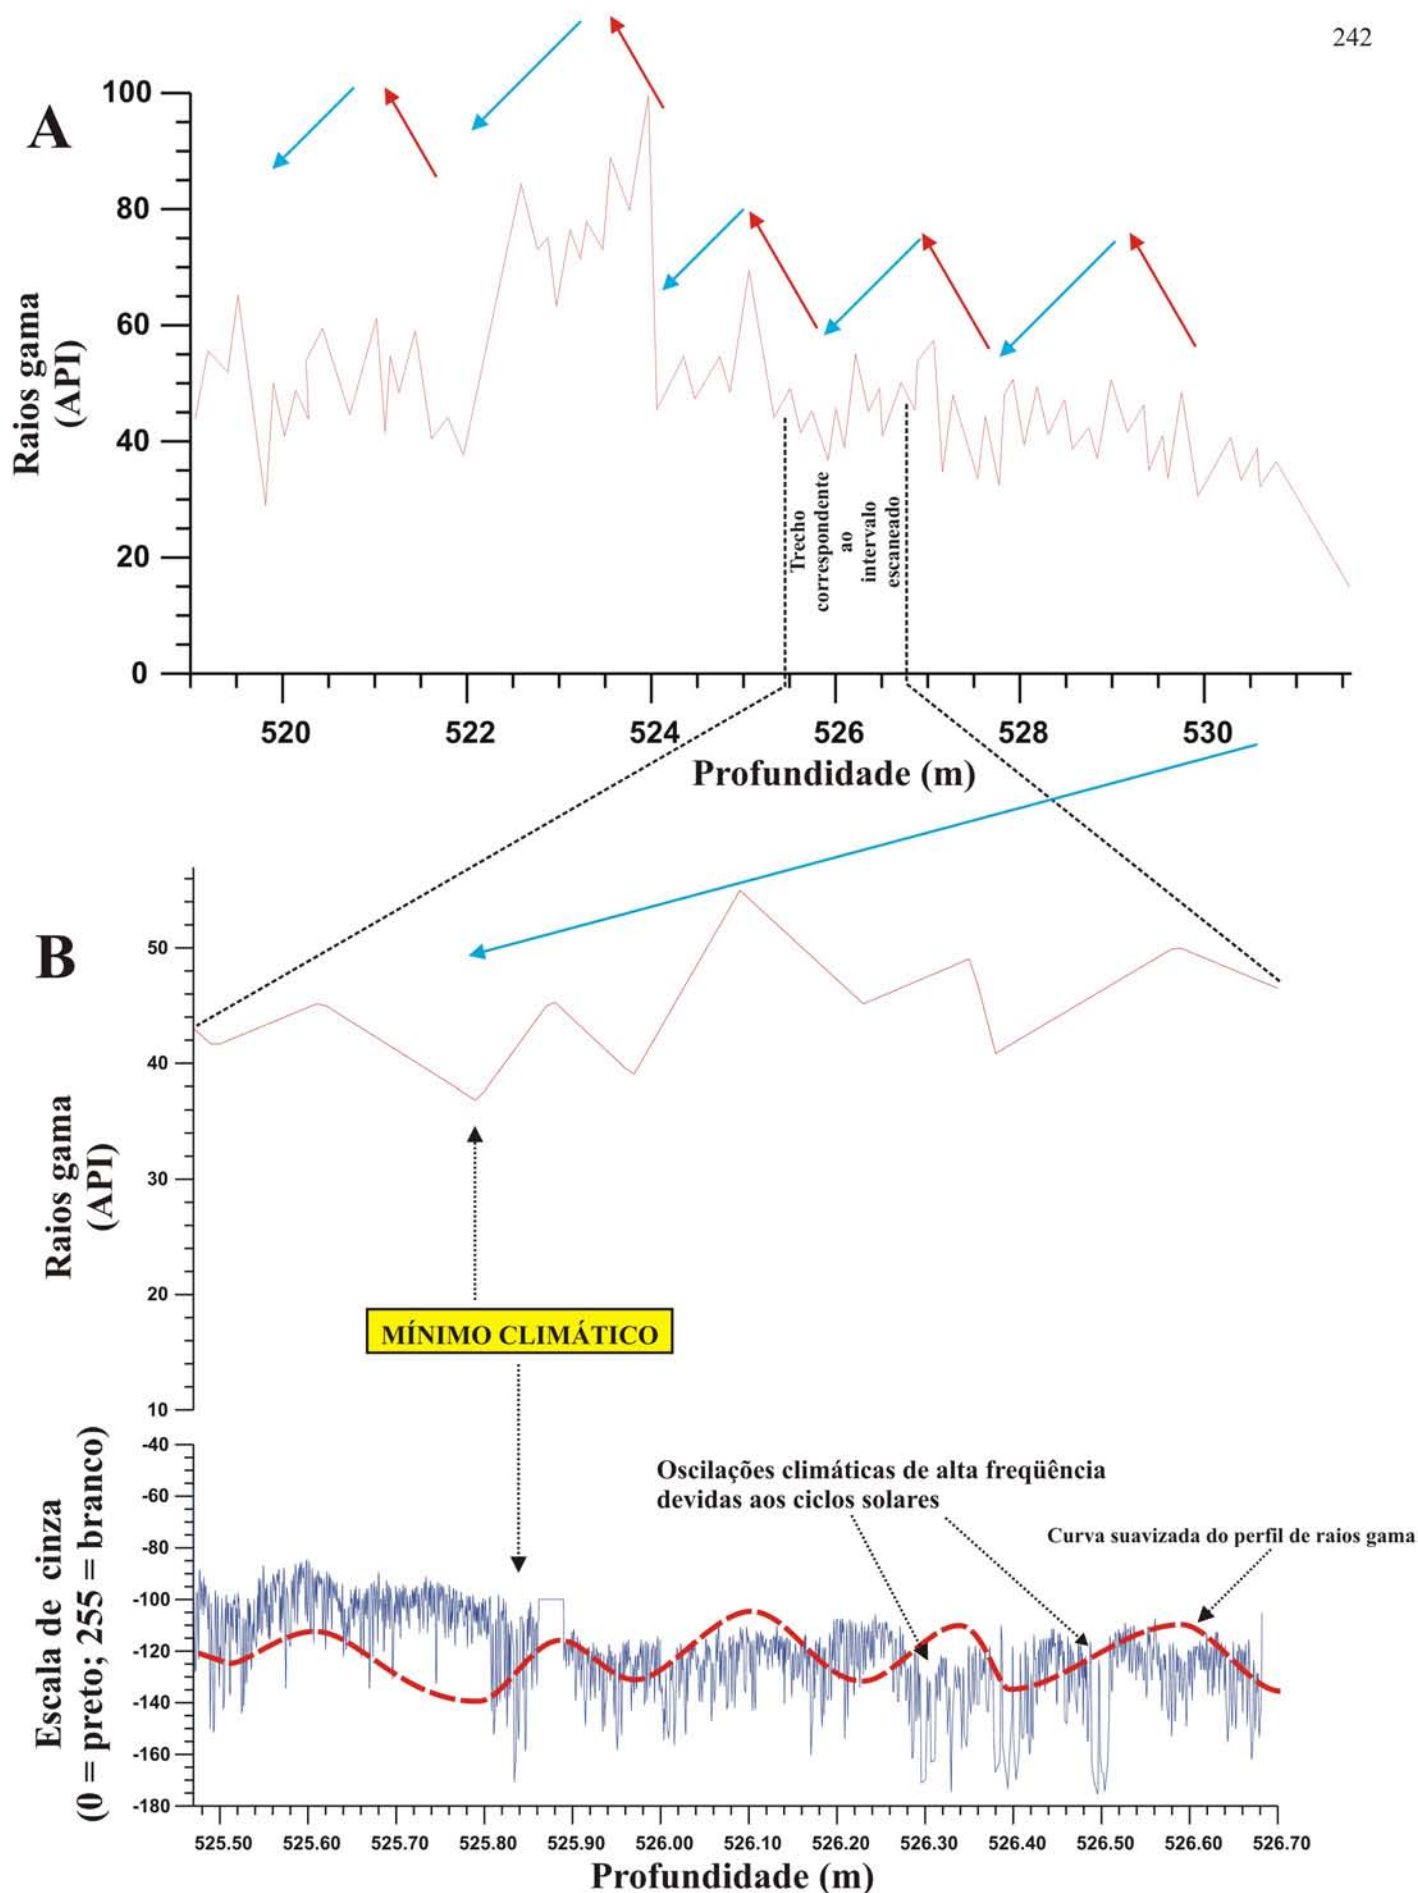 242
A
100
80
60
40
20
0
Raios gama
(API)
Trecho
correspondente
ao
intervalo
escaneado
520
522
524
526
528
530
Profundidade (m)
B
50
40
30
20
10
Raios gama
(API)
MÍNIMO CLIMÁTICO
-40
-60
-80
-100
-120
-140
-160
-180
Escala de cinza
(0 = preto; 255 = branco)
Oscilações climáticas de alta freqüência
devidas aos ciclos solares
Curva suavizada do perfil de raios gama
525.50
525.60
525.70
525.80
525.90
526.00
526.10
526.20
526.30
526.40
526.50
526.60
526.70
Profundidade (m)